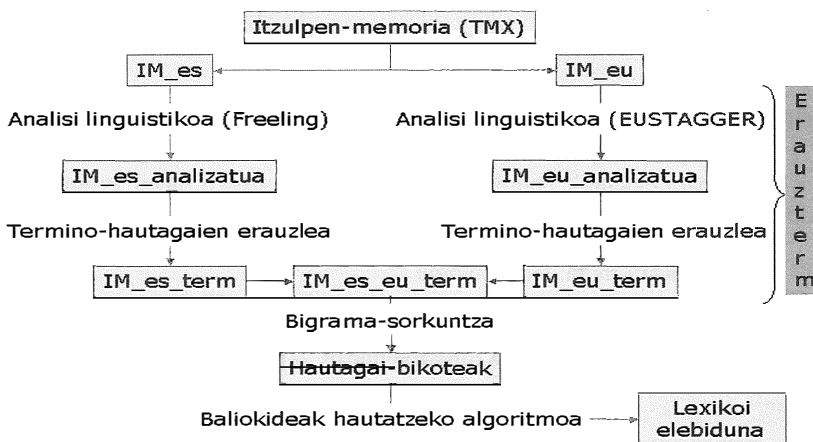 Itzulpen-memoria (TMX)
IM_es
IM_eu
Analisi linguistikoa (Freeling)
Analisi linguistikoa (EUSTAGGER)
IM_es_analizatua
IM_eu_analizatua
Termino-hautagaien erauzlea
Termino-hautagaien erauzlea
IM_es_term
IM_es_eu_term
IM_eu_term
Erauzterm
Bigrama-sorkuntza
Hautagai-bikoteak
Baliokideak hautatzeko algoritmoa
Lexikoi
elebiduna